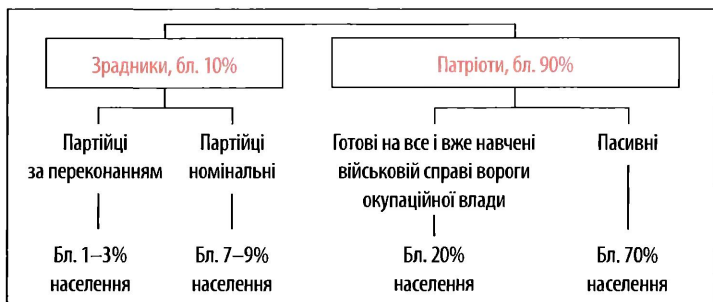 Зрадники, бл. 10%
Патріоти, бл. 90%
Партійці
за переконанням
Партійці
номінальні
Готові на все і вже навчені
військовій справі вороги
окупаційної влади
Пасивні
Бл. 1–3%
населення
Бл. 7–9%
населення
Бл. 20%
населення
Бл. 70%
населення